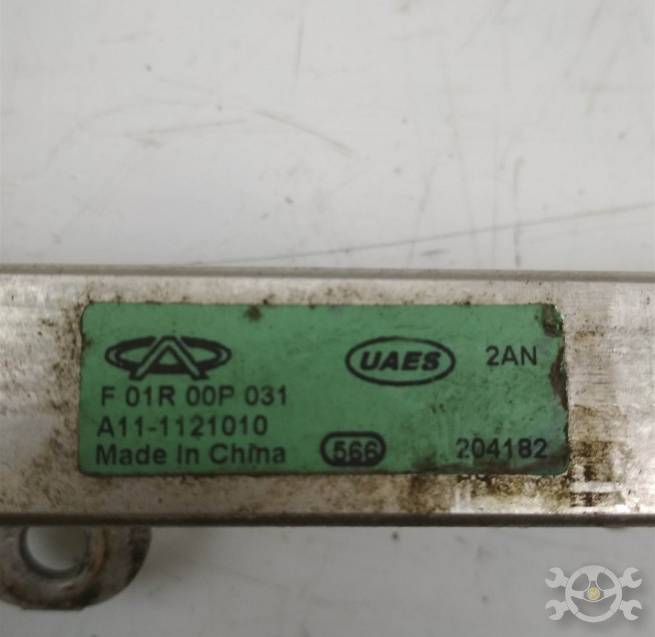 UAES 2AN
F 01R 00P 031
A11-1121010
Made In China 566 204182